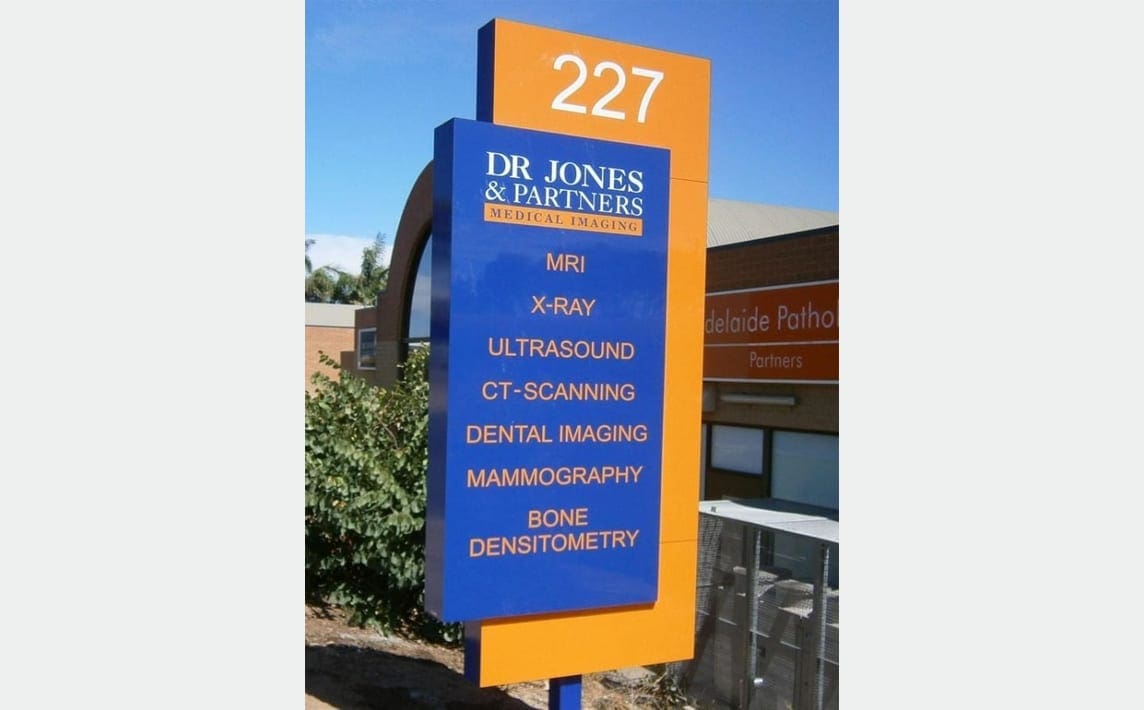 227
DR JONES
& PARTNERS
MEDICAL IMAGING
MRI
X-RAY
ULTRASOUND
CT-SCANNING
DENTAL IMAGING
MAMMOGRAPHY
BONE
DENSITOMETRY
delaide Pathol
Partners